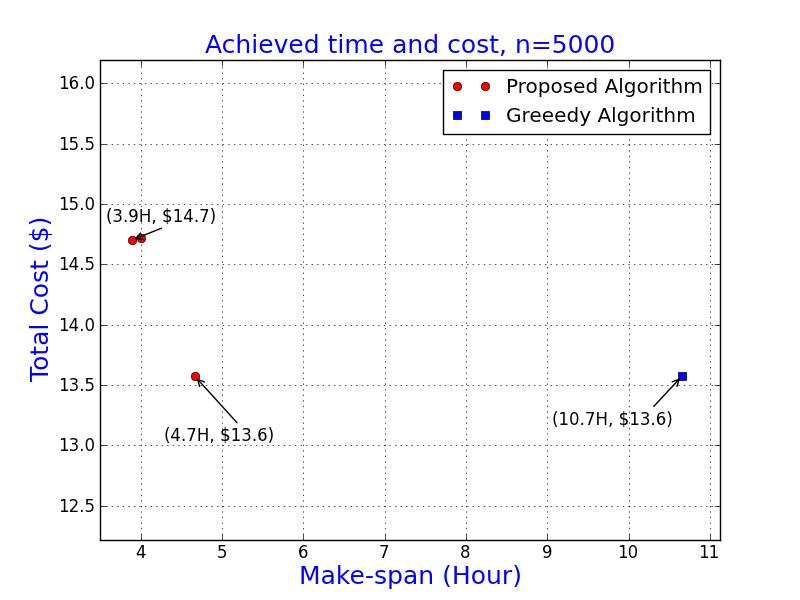 Achieved time and cost, n=5000
Proposed Algorithm
Greeedy Algorithm
16.0
15.5
15.0
14.5
14.0
13.5
13.0
12.5
Total Cost ($)
(3.9H, $14.7)
(4.7H, $13.6)
(10.7H, $13.6)
4 5 6 7 8 9 10 11
Make-span (Hour)